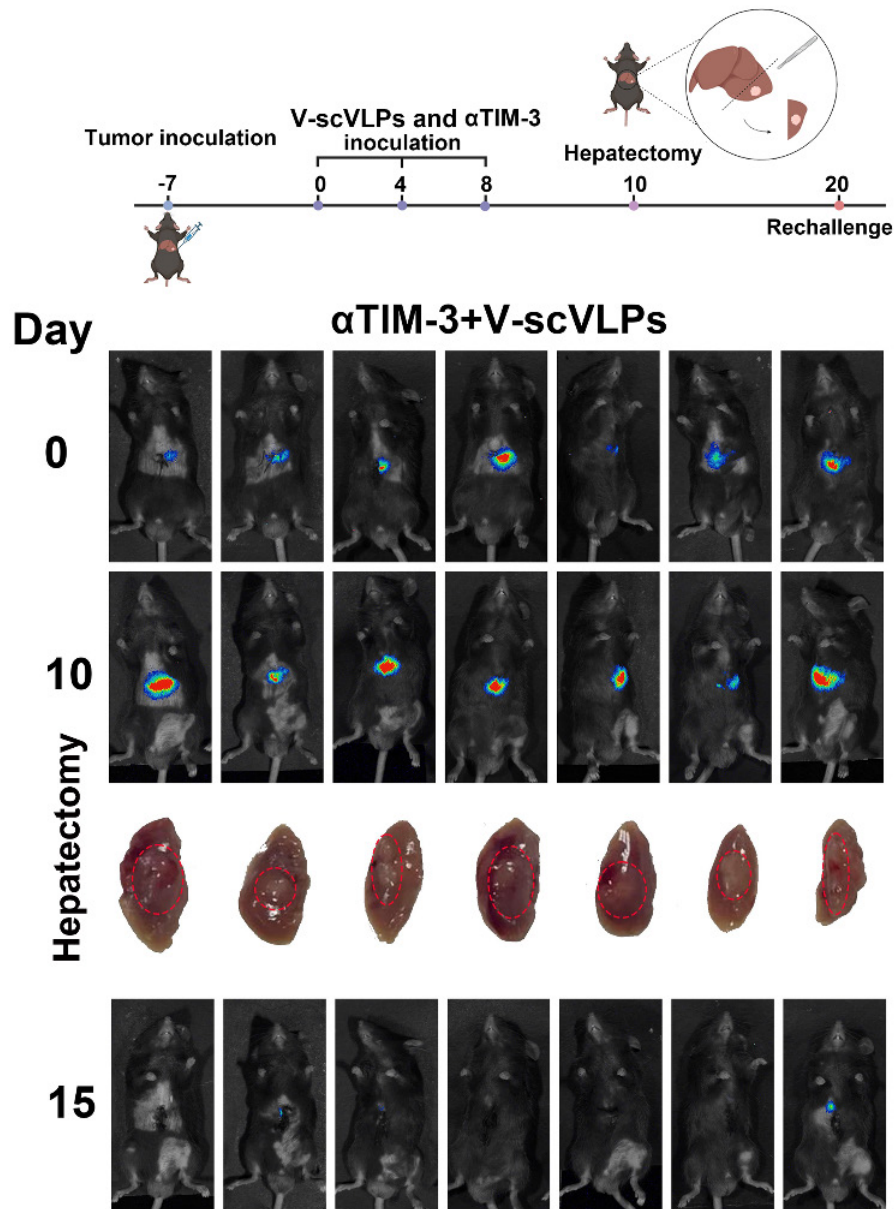 V-scVLPs and αTIM-3
Tumor inoculation
inoculation
Hepatectomy
-7
0
4
8
10
20
Rechallenge
Day
αTIM-3+V-scVLPs
0
10
Hepatectomy
15